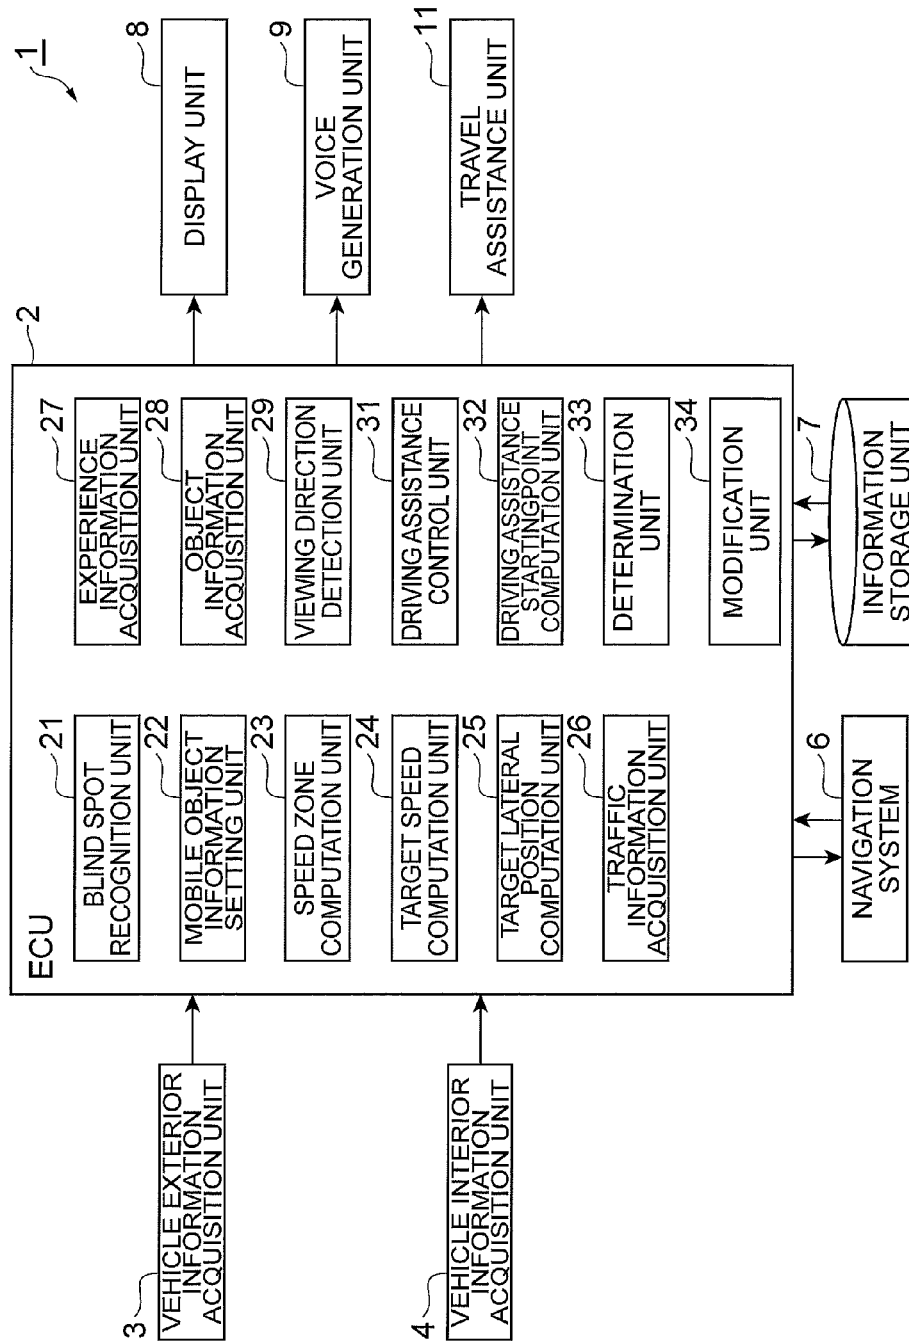 1
3
VEHICLE EXTERIOR
INFORMATION
ACQUISITION UNIT
4
VEHICLE INTERIOR
INFORMATION
ACQUISITION UNIT
2
ECU
21
BLIND SPOT
RECOGNITION UNIT
22
MOBILE OBJECT
INFORMATION
SETTING UNIT
23
SPEED ZONE
COMPUTATION UNIT
24
TARGET SPEED
COMPUTATION UNIT
25
TARGET LATERAL
POSITION
COMPUTATION UNIT
26
TRAFFIC
INFORMATION
ACQUISITION UNIT
27
EXPERIENCE
INFORMATION
ACQUISITION UNIT
28
OBJECT
INFORMATION
ACQUISITION UNIT
29
VIEWING DIRECTION
DETECTION UNIT
31
DRIVING ASSISTANCE
CONTROL UNIT
32
DRIVING ASSISTANCE
STARTINGPOINT
COMPUTATION UNIT
33
DETERMINATION
UNIT
34
MODIFICATION
UNIT
8
DISPLAY UNIT
9
VOICE
GENERATION UNIT
11
TRAVEL
ASSISTANCE UNIT
6
NAVIGATION
SYSTEM
7
INFORMATION
STORAGE UNIT